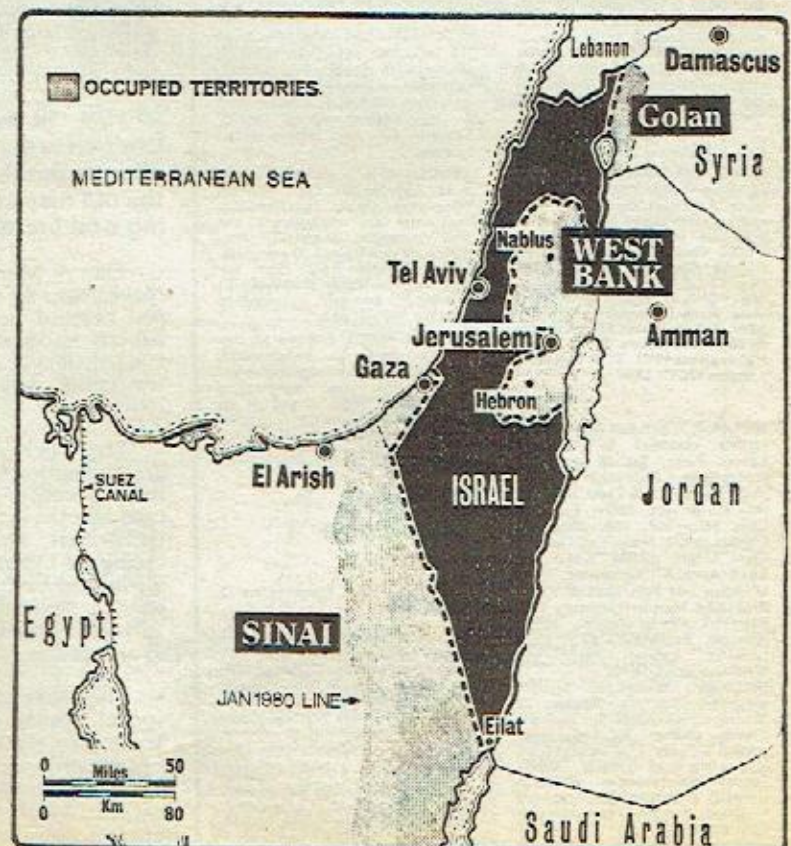 OCCUPIED TERRITORIES.
Lebanon
Damascus
Golan
Syria
MEDITERRANEAN SEA
Nablus
WEST
BANK
Tel Aviv
Jerusalem
Amman
Gaza
Hebron
El Arish
SUEZ
CANAL
ISRAEL
Jordan
Egypt
SINAI
JAN 1980 LINE
Eilat
0 Miles 50
0 Km 80
Saudi Arabia